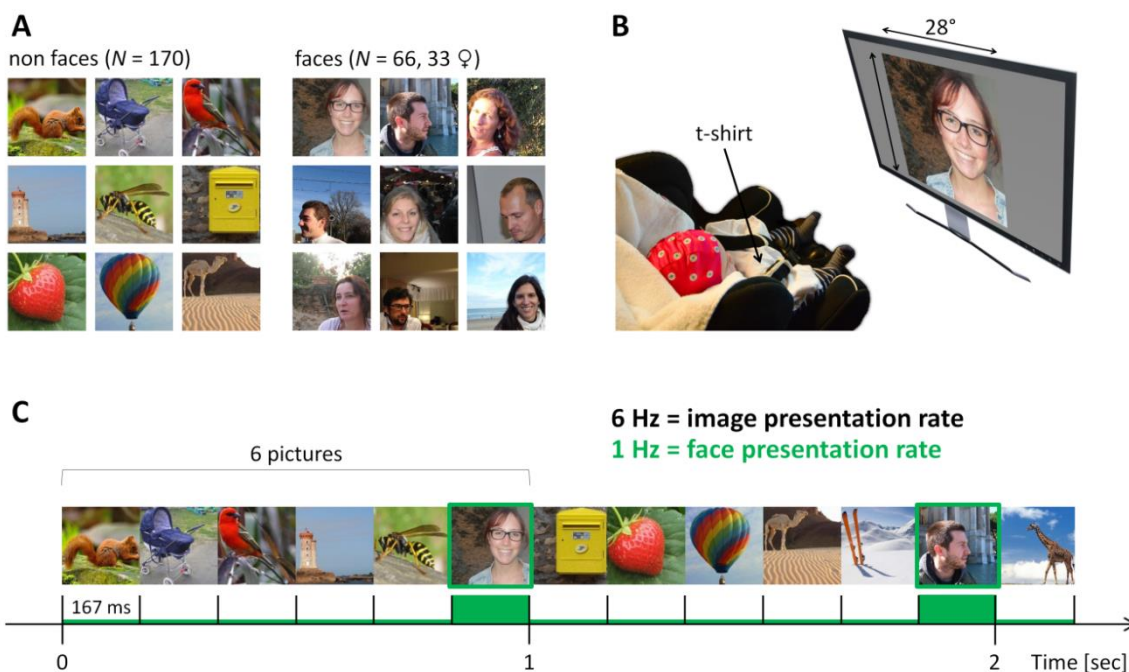 A
non faces (N = 170)
faces (N = 66, 33 ♀)
B
28°
t-shirt
C
6 Hz = image presentation rate
1 Hz = face presentation rate
6 pictures
167 ms
0
1
2
Time [sec]